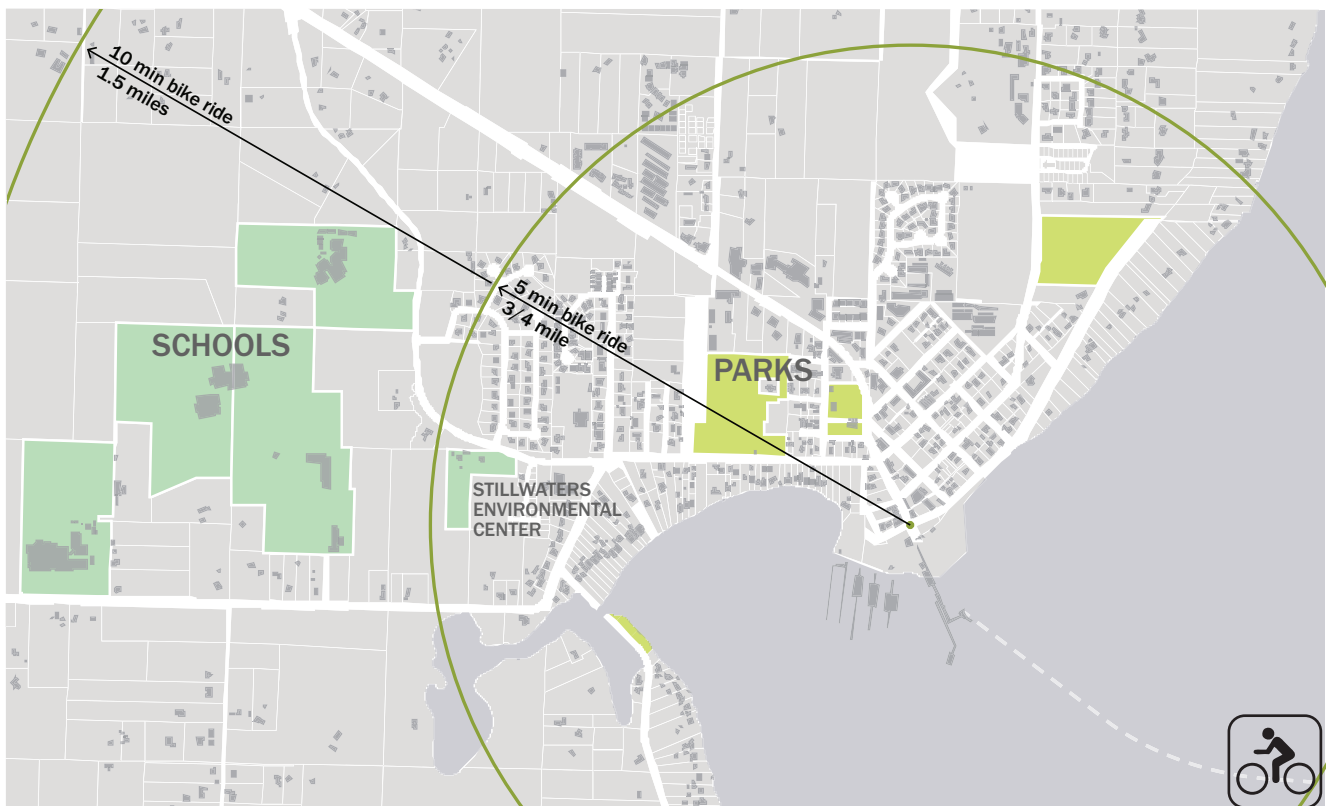 10 min bike ride
1.5 miles
5 min bike ride
3/4 mile
SCHOOLS
PARKS
STILLWATERS
ENVIRONMENTAL
CENTER